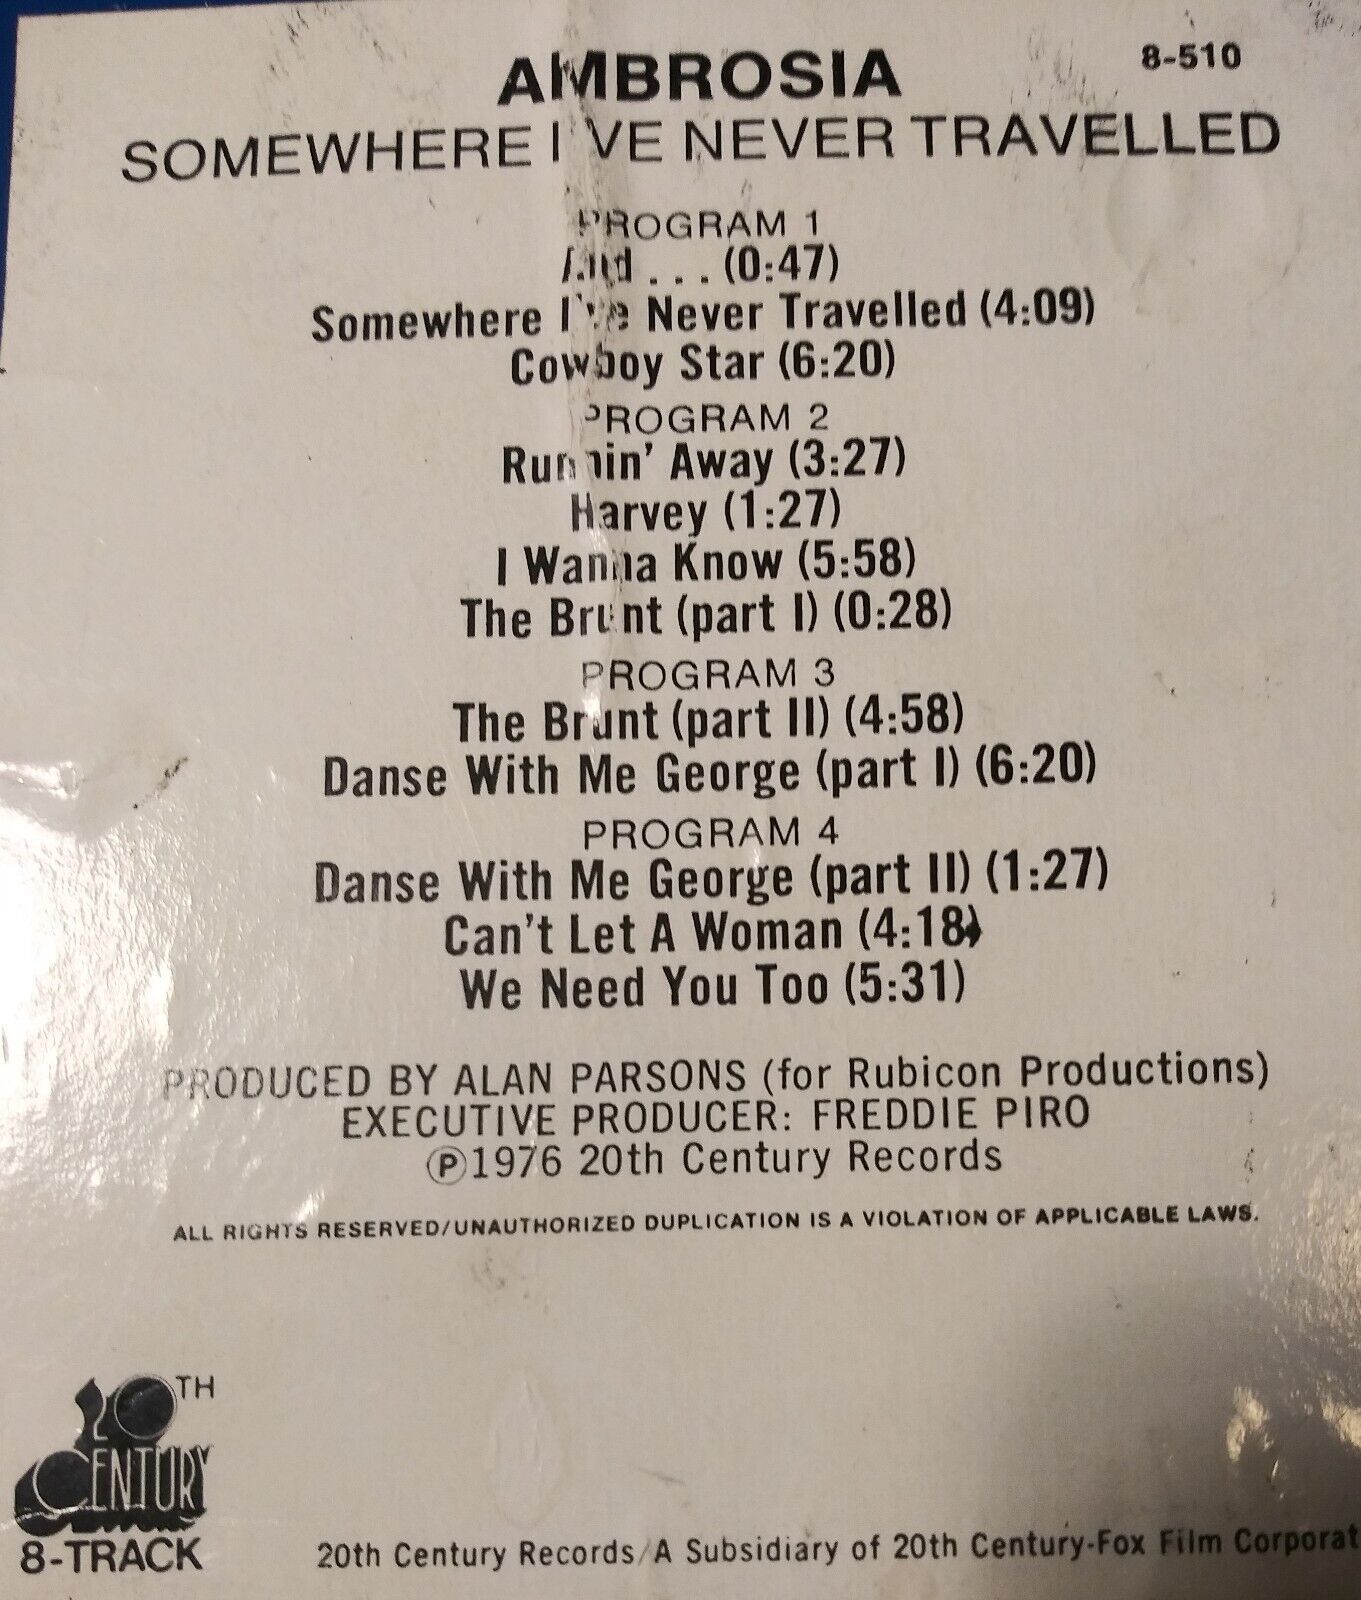 AMBROSIA 8-510
SOMEWHERE I'VE NEVER TRAVELLED
PROGRAM 1
And . . . (0:47)
Somewhere I've Never Travelled (4:09)
Cowboy Star (6:20)
PROGRAM 2
Runnin' Away (3:27)
Harvey (1:27)
I Wanna Know (5:58)
The Brunt (part I) (0:28)
PROGRAM 3
The Brunt (part II) (4:58)
Danse With Me George (part I) (6:20)
PROGRAM 4
Danse With Me George (part II) (1:27)
Can't Let A Woman (4:18)
We Need You Too (5:31)
PRODUCED BY ALAN PARSONS (for Rubicon Productions)
EXECUTIVE PRODUCER: FREDDIE PIRO
Ⓟ1976 20th Century Records
ALL RIGHTS RESERVED/UNAUTHORIZED DUPLICATION IS A VIOLATION OF APPLICABLE LAWS.
20TH
CENTURY
8-TRACK
20th Century Records/A Subsidiary of 20th Century-Fox Film Corporat